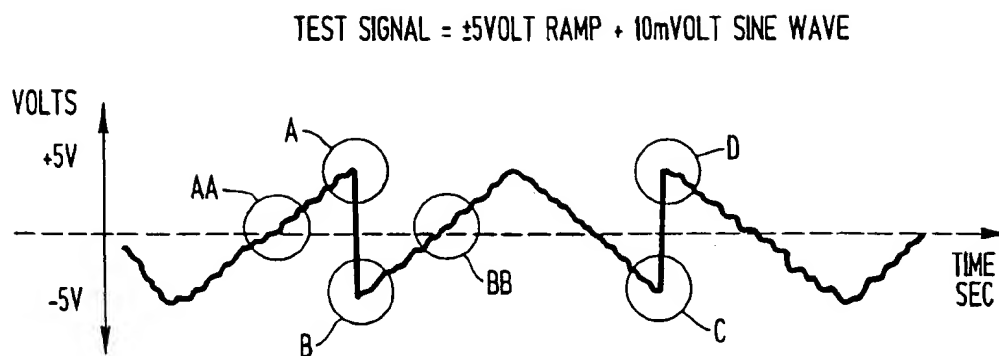 TEST SIGNAL = ±5VOLT RAMP + 10mVOLT SINE WAVE
VOLTS
+5V
-5V
AA
A
B
BB
C
D
TIME
SEC